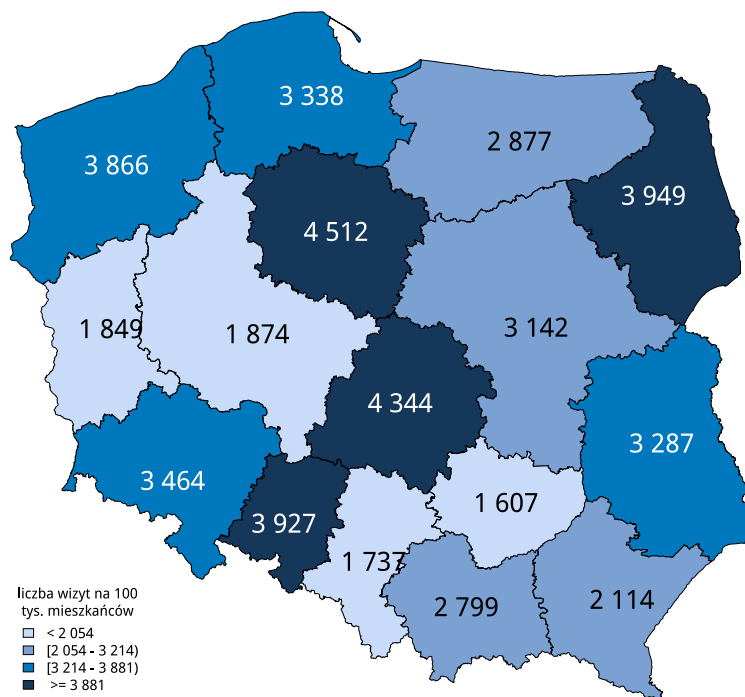 3 338
2 877
3 866
3 949
4 512
1 849
1 874
3 142
4 344
3 287
3 464
1 607
3 927
1 737
2 799
2 114
liczba wizyt na 100
tys. mieszkańców
< 2 054
[2 054 - 3 214)
[3 214 - 3 881)
>= 3 881